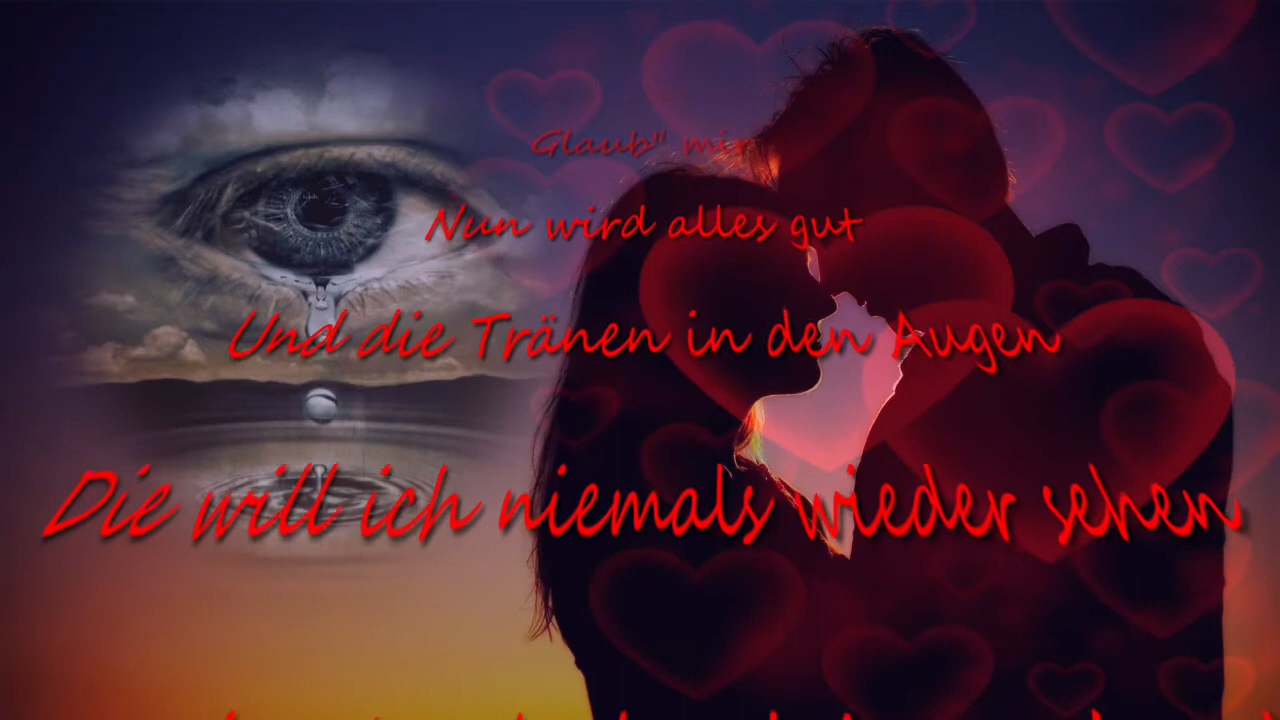 Glaub" mir
Nun wird alles gut
Und die Tränen in den Augen
Die will ich niemals wieder sehen